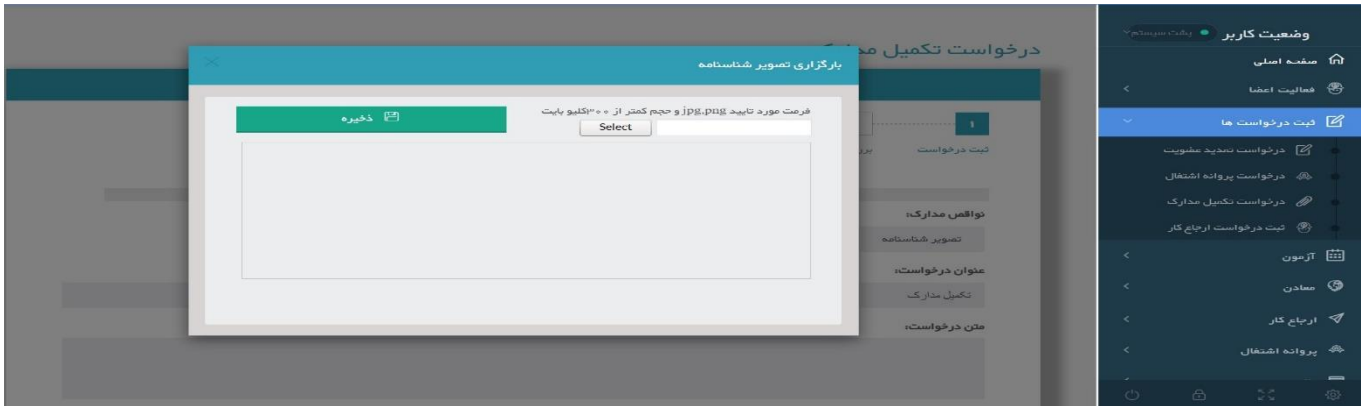 وضعیت کاربر
پشت سیستم
صفحه اصلی
فعالیت اعضا
ثبت درخواست ها
درخواست تمدید عضویت
درخواست پروانه اشتغال
درخواست تکمیل مدارک
ثبت درخواست ارجاع کار
آزمون
معادن
ارجاع کار
پروانه اشتغال
درخواست تکمیل
بارگزاری تصویر شناسنامه
فرمت مورد تایید jpg,png و حجم کمتر از ۳۰۰کلیو بایت
Select
ذخیره
1
ثبت درخواست
نواقص مدارک:
تصویر شناسنامه
عنوان درخواست:
تکمیل مدارک
متن درخواست: